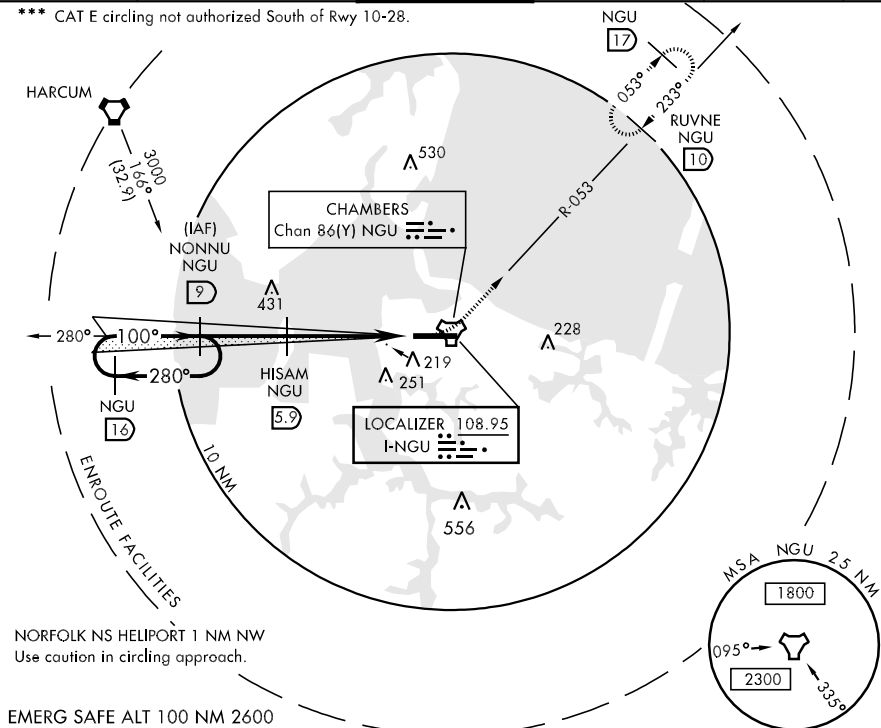 *** CAT E circling not authorized South of Rwy 10-28.
NGU
17
HARCUM
053°
233°
RUVNE
NGU
10
3000
166°
(32.9)
530
R-053
CHAMBERS
Chan 86(Y) NGU
(IAF)
NONNU
NGU
9
431
280°
100°
228
219
280°
HISAM
NGU
5.9
251
NGU
16
LOCALIZER 108.95
I-NGU
10 NM
556
ENROUTE FACILITIES
MSA NGU 25 NM
1800
NORFOLK NS HELIPORT 1 NM NW
Use caution in circling approach.
095°
2300
335°
EMERG SAFE ALT 100 NM 2600